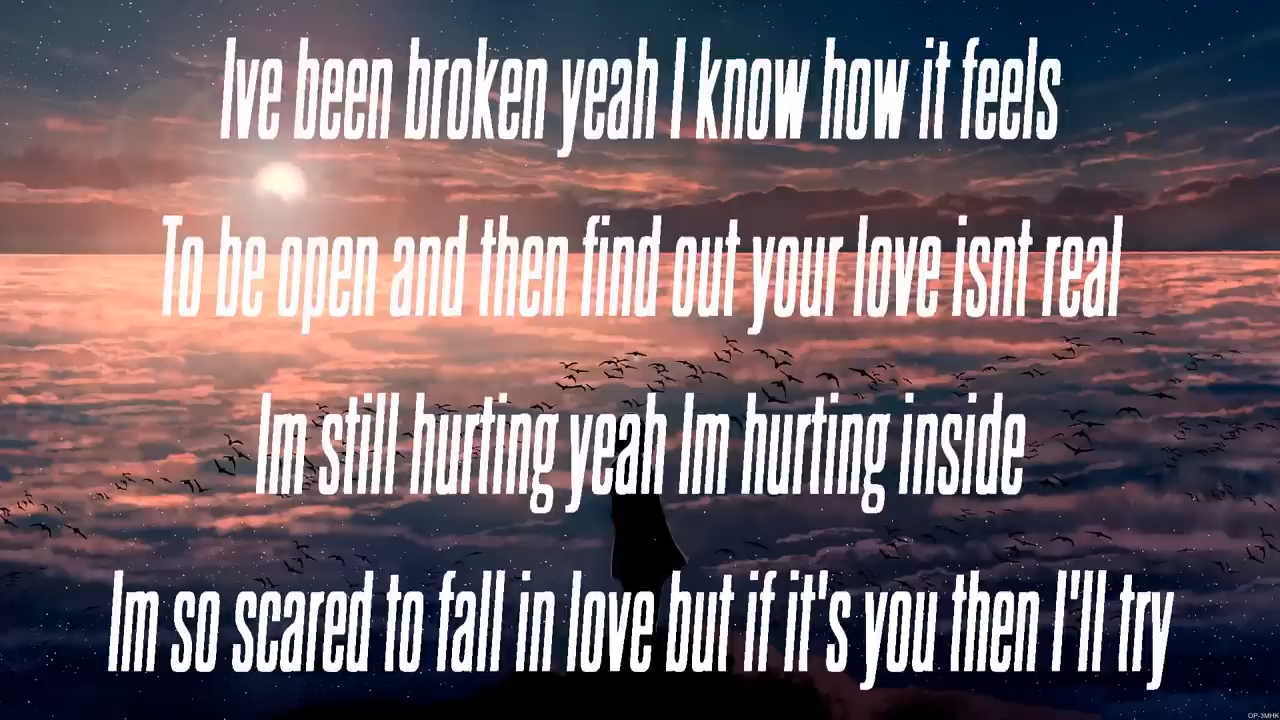 Ive been broken yeah I know how it feels
To be open and then find out your love isnt real
Im still hurting yeah Im hurting inside
Im so scared to fall in love but if it's you then I'll try
OP-3MHK